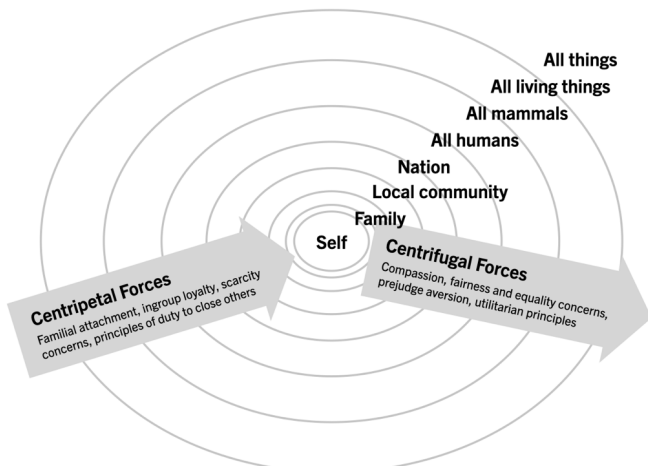 All things
All living things
All mammals
All humans
Nation
Local community
Family
Self
Centripetal Forces
Familial attachment, ingroup loyalty, scarcity
concerns, principles of duty to close others
Centrifugal Forces
Compassion, fairness and equality concerns,
prejudge aversion, utilitarian principles